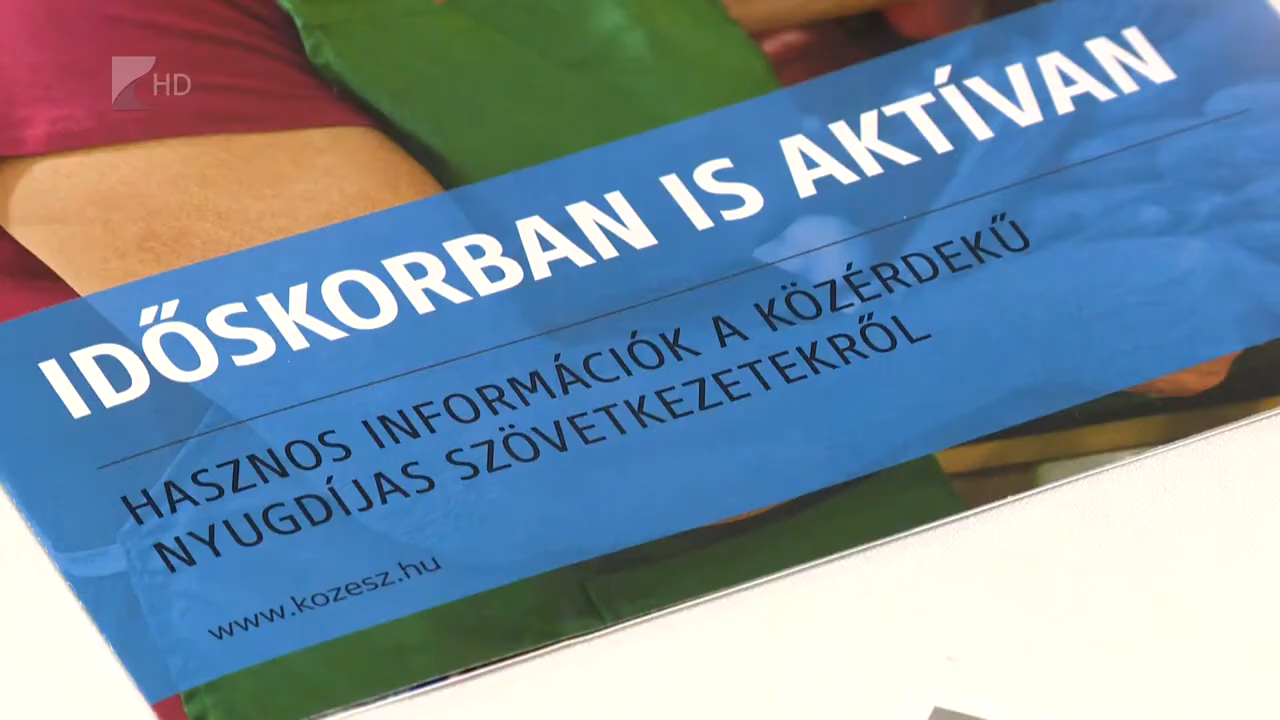 HD
IDŐSKORBAN IS AKTÍVAN
HASZNOS INFORMÁCIÓK A KÖZÉRDEKŰ
NYUGDÍJAS SZÖVETKEZETEKRŐL
www.kozesz.hu